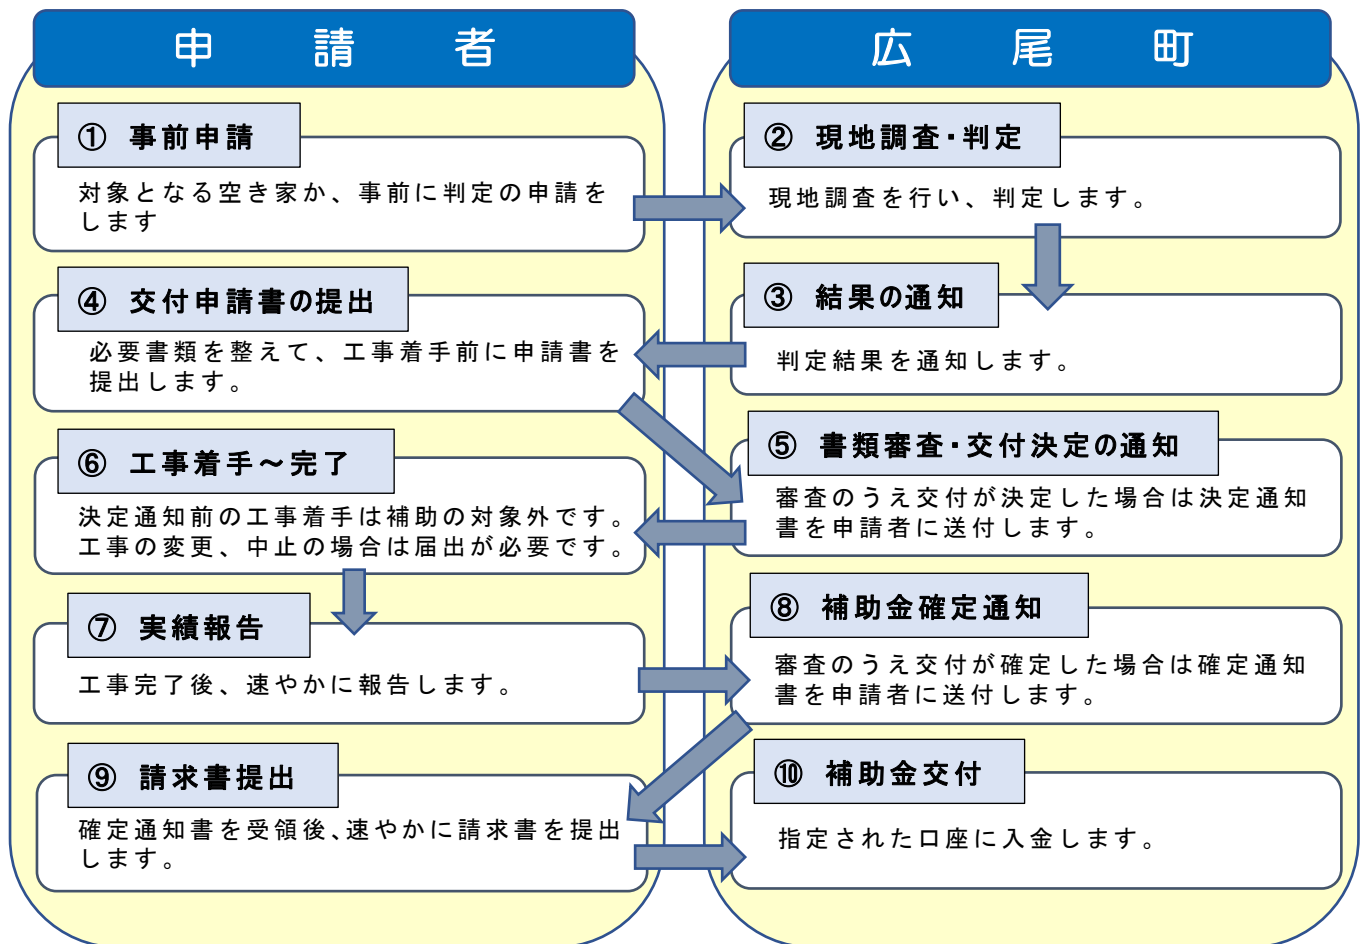 申請者
広尾町
① 事前申請
対象となる空き家か、事前に判定の申請を
します
② 現地調査・判定
現地調査を行い、判定します。
③ 結果の通知
判定結果を通知します。
④ 交付申請書の提出
必要書類を整えて、工事着手前に申請書を
提出します。
⑤ 書類審査・交付決定の通知
審査のうえ交付が決定した場合は決定通知
書を申請者に送付します。
⑥ 工事着手～完了
決定通知前の工事着手は補助の対象外です。
工事の変更、中止の場合は届出が必要です。
⑦ 実績報告
工事完了後、速やかに報告します。
⑧ 補助金確定通知
審査のうえ交付が確定した場合は確定通知
書を申請者に送付します。
⑨ 請求書提出
確定通知書を受領後、速やかに請求書を提出
します。
⑩ 補助金交付
指定された口座に入金します。